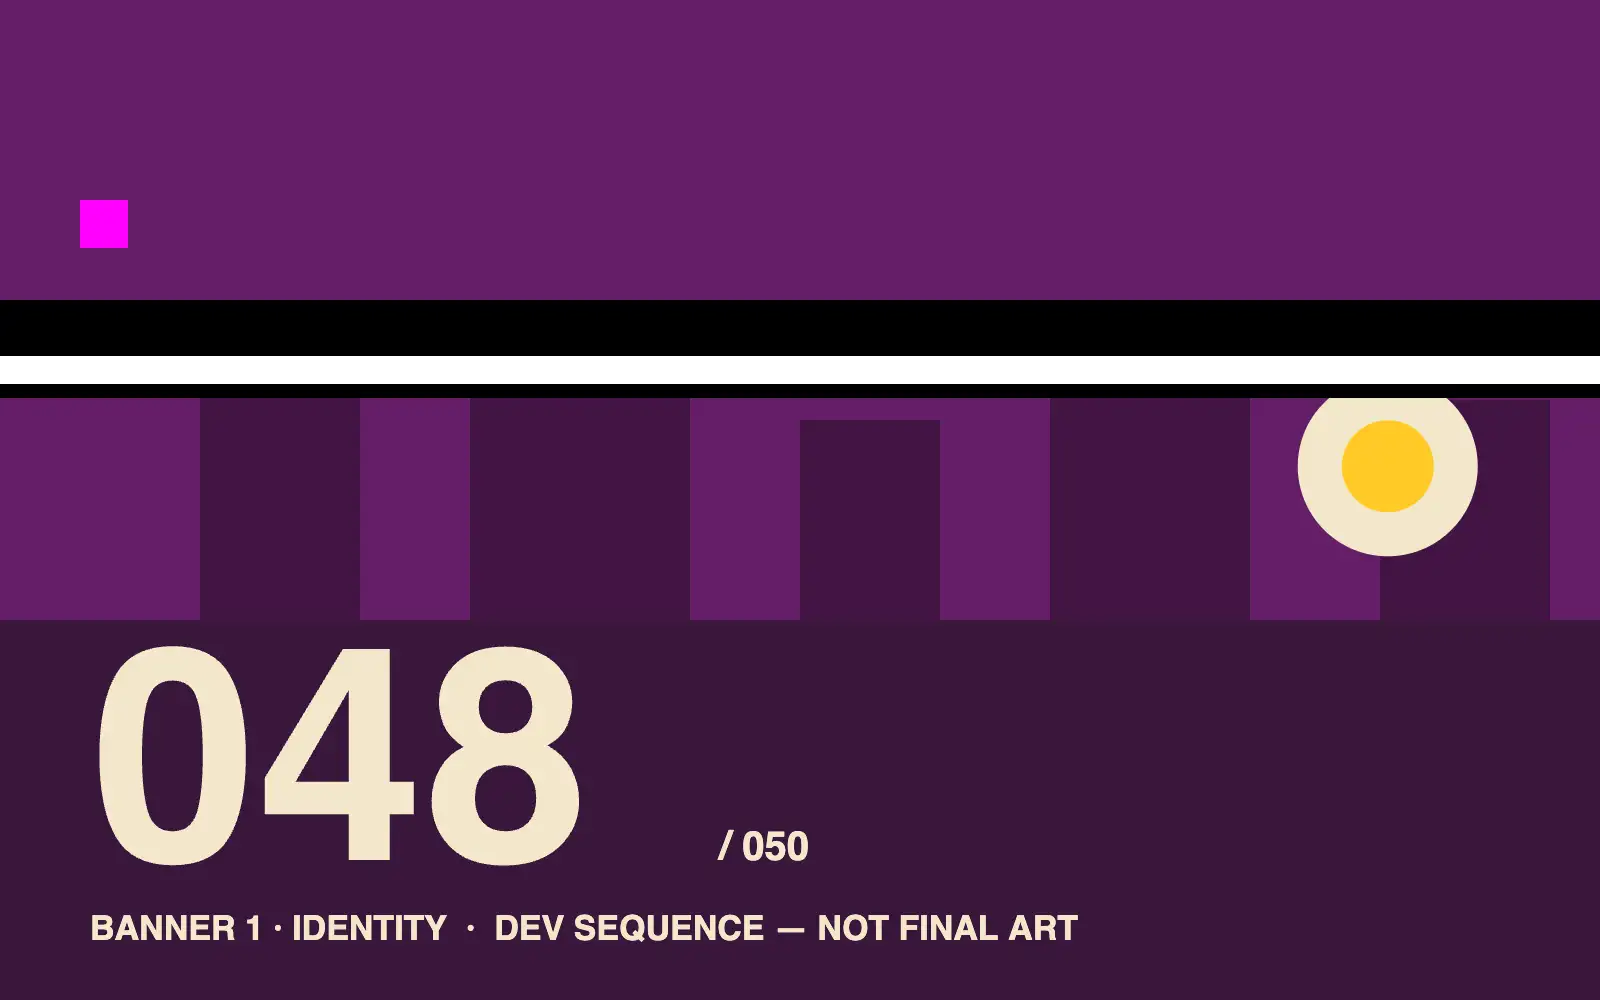 048 / 050
BANNER 1 · IDENTITY · DEV SEQUENCE — NOT FINAL ART